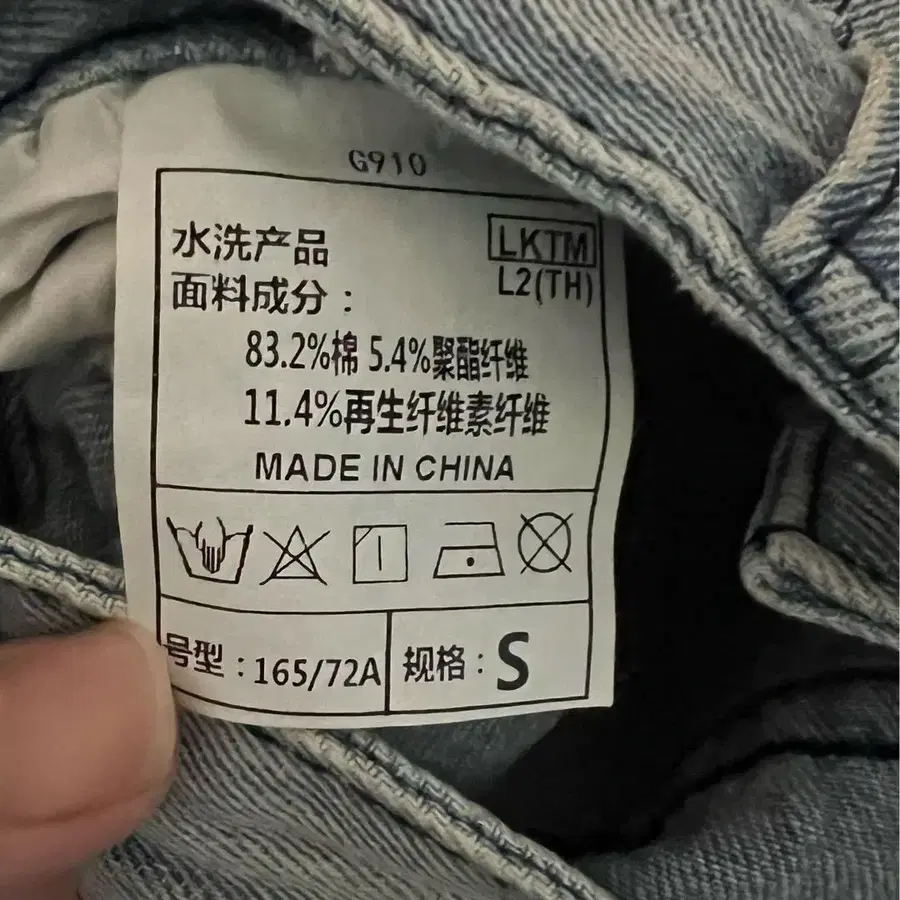 G910
水洗产品
LKTM
面料成分：
L2(TH)
83.2%棉 5.4%聚酯纤维
11.4%再生纤维素纤维
MADE IN CHINA
号型：165/72A
规格：S